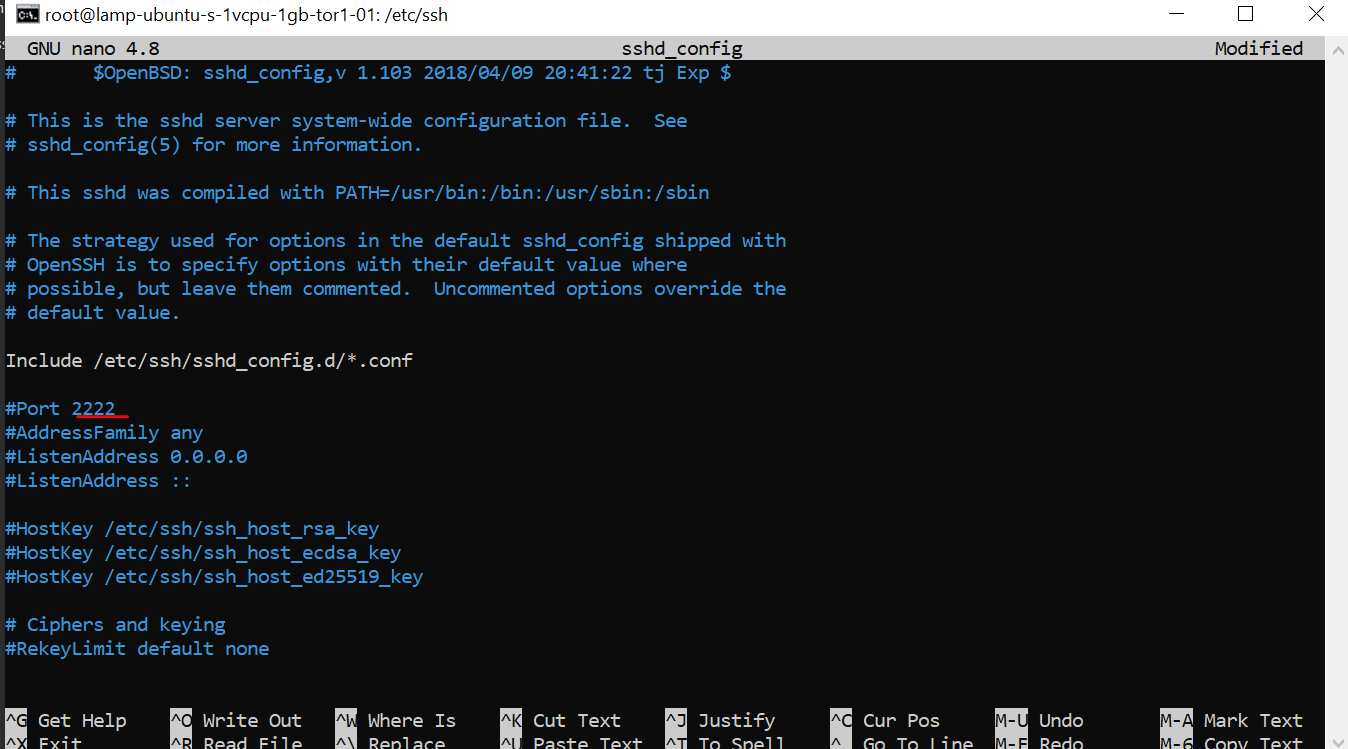 root@lamp-ubuntu-s-1vcpu-1gb-tor1-01: /etc/ssh
GNU nano 4.8 sshd_config Modified
# $OpenBSD: sshd_config,v 1.103 2018/04/09 20:41:22 tj Exp $
# This is the sshd server system-wide configuration file. See
# sshd_config(5) for more information.
# This sshd was compiled with PATH=/usr/bin:/bin:/usr/sbin:/sbin
# The strategy used for options in the default sshd_config shipped with
# OpenSSH is to specify options with their default value where
# possible, but leave them commented. Uncommented options override the
# default value.
Include /etc/ssh/sshd_config.d/*.conf
#Port 2222
#AddressFamily any
#ListenAddress 0.0.0.0
#ListenAddress ::
#HostKey /etc/ssh/ssh_host_rsa_key
#HostKey /etc/ssh/ssh_host_ecdsa_key
#HostKey /etc/ssh/ssh_host_ed25519_key
# Ciphers and keying
#RekeyLimit default none
^G Get Help ^O Write Out ^W Where Is ^K Cut Text ^J Justify ^C Cur Pos M-U Undo M-A Mark Text
^X Exit ^R Read File ^\ Replace ^U Paste Text ^T To Spell ^_ Go To Line M-E Redo M-6 Copy Text